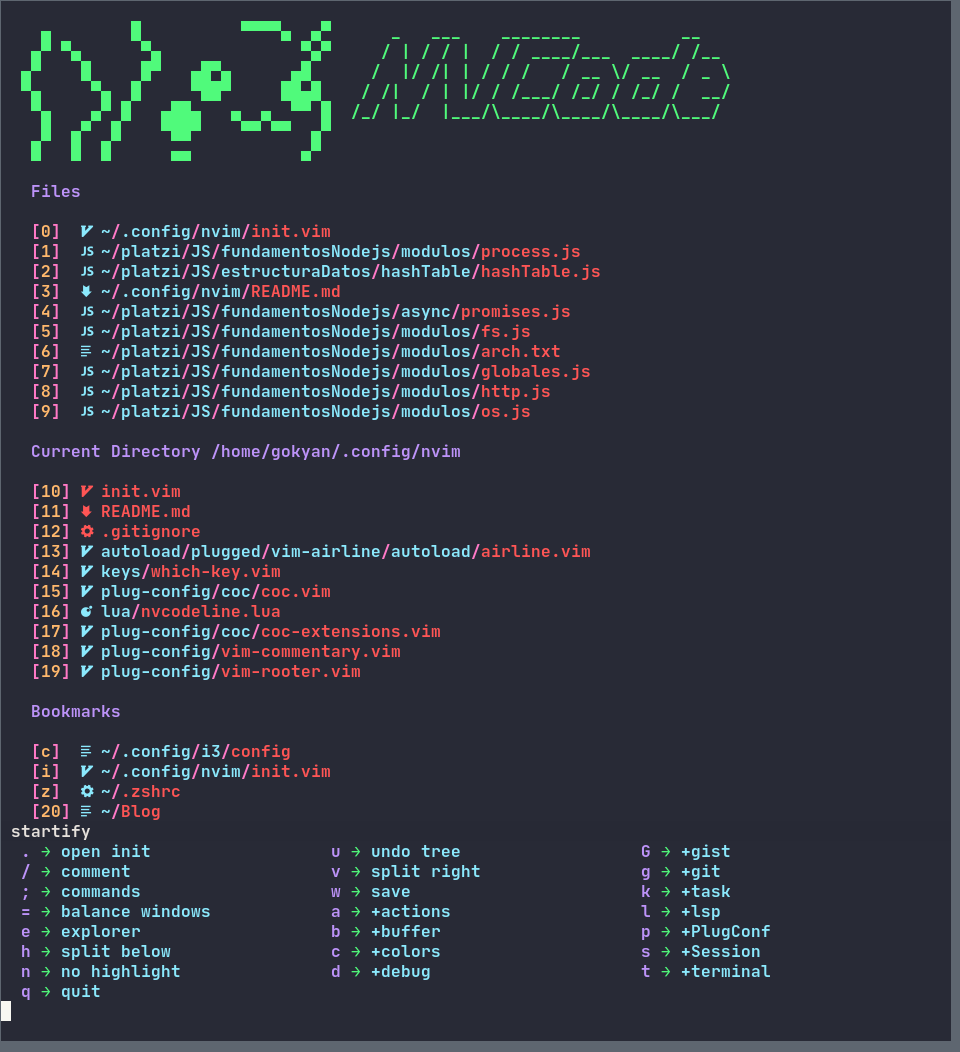 NVCode
Files
[0] ~/.config/nvim/init.vim
[1] JS ~/platzi/JS/fundamentosNodejs/modulos/process.js
[2] JS ~/platzi/JS/estructuraDatos/hashTable/hashTable.js
[3] ~/.config/nvim/README.md
[4] JS ~/platzi/JS/fundamentosNodejs/async/promises.js
[5] JS ~/platzi/JS/fundamentosNodejs/modulos/fs.js
[6] ~/platzi/JS/fundamentosNodejs/modulos/arch.txt
[7] JS ~/platzi/JS/fundamentosNodejs/modulos/globales.js
[8] JS ~/platzi/JS/fundamentosNodejs/modulos/http.js
[9] JS ~/platzi/JS/fundamentosNodejs/modulos/os.js
Current Directory /home/gokyan/.config/nvim
[10] init.vim
[11] README.md
[12] .gitignore
[13] autoload/plugged/vim-airline/autoload/airline.vim
[14] keys/which-key.vim
[15] plug-config/coc/coc.vim
[16] lua/nvcodeline.lua
[17] plug-config/coc/coc-extensions.vim
[18] plug-config/vim-commentary.vim
[19] plug-config/vim-rooter.vim
Bookmarks
[c] ~/.config/i3/config
[i] ~/.config/nvim/init.vim
[z] ~/.zshrc
[20] ~/Blog
startify
. → open init u → undo tree G → +gist
/ → comment v → split right g → +git
; → commands w → save k → +task
= → balance windows a → +actions l → +lsp
e → explorer b → +buffer p → +PlugConf
h → split below c → +colors s → +Session
n → no highlight d → +debug t → +terminal
q → quit